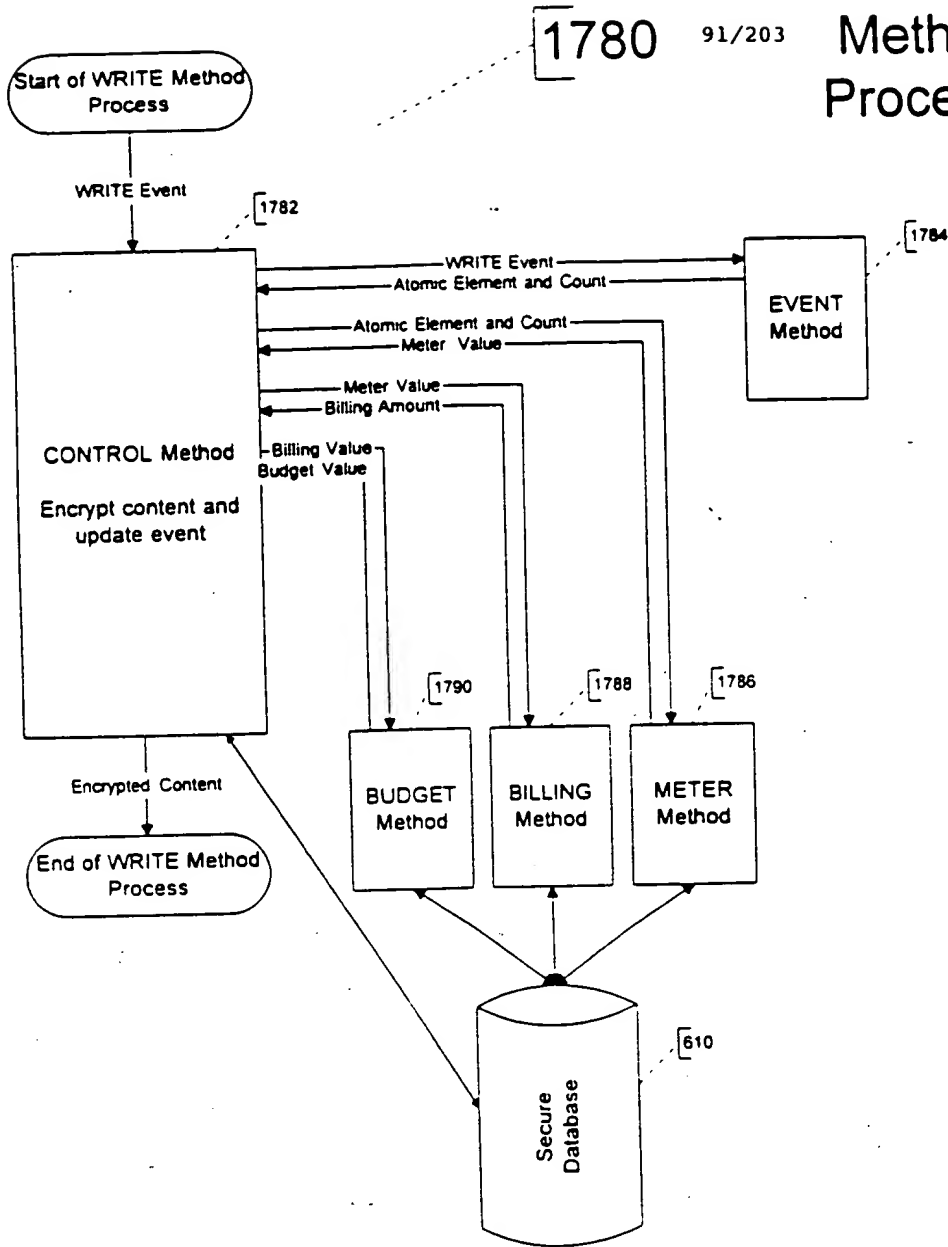 1780
91/203
Meth
Proce
Start of WRITE Method
Process
WRITE Event
1782
1784
WRITE Event
Atomic Element and Count
EVENT
Method
Atomic Element and Count
Meter Value
Meter Value
Billing Amount
CONTROL Method
Billing Value
Budget Value
Encrypt content and
update event
1790
1788
1786
Encrypted Content
BUDGET
Method
BILLING
Method
METER
Method
End of WRITE Method
Process
610
Secure
Database